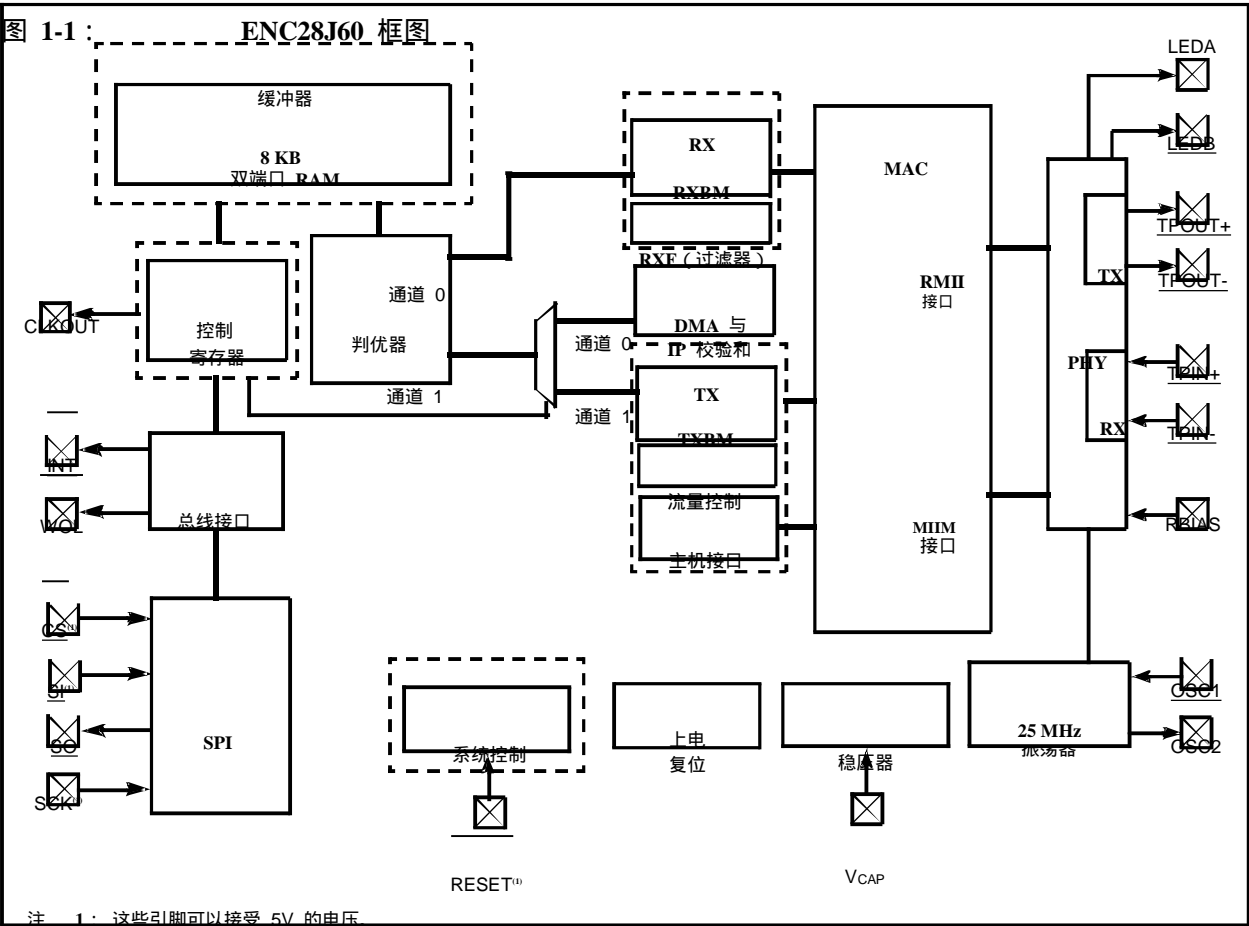 图 1-1： ENC28J60 框图
LEDA
缓冲器
8 KB
双端口 RAM
RX
RXBM
RXF（过滤器）
MAC
LEDB
TPOUT+
TX
TPOUT-
RMII
接口
通道 0
CLKOUT
控制
寄存器
判优器
通道 0
DMA 与
IP 校验和
通道 1
通道 1
TX
TXBM
流量控制
主机接口
PHY
TPIN+
RX
TPIN-
INT
WOL
总线接口
MIIM
接口
RBIAS
CS(1)
SI(1)
SO
SCK(1)
SPI
系统控制
上电
复位
稳压器
25 MHz
振荡器
OSC1
OSC2
RESET(1)
VCAP
注 1： 这些引脚可以接受 5V 的电压.